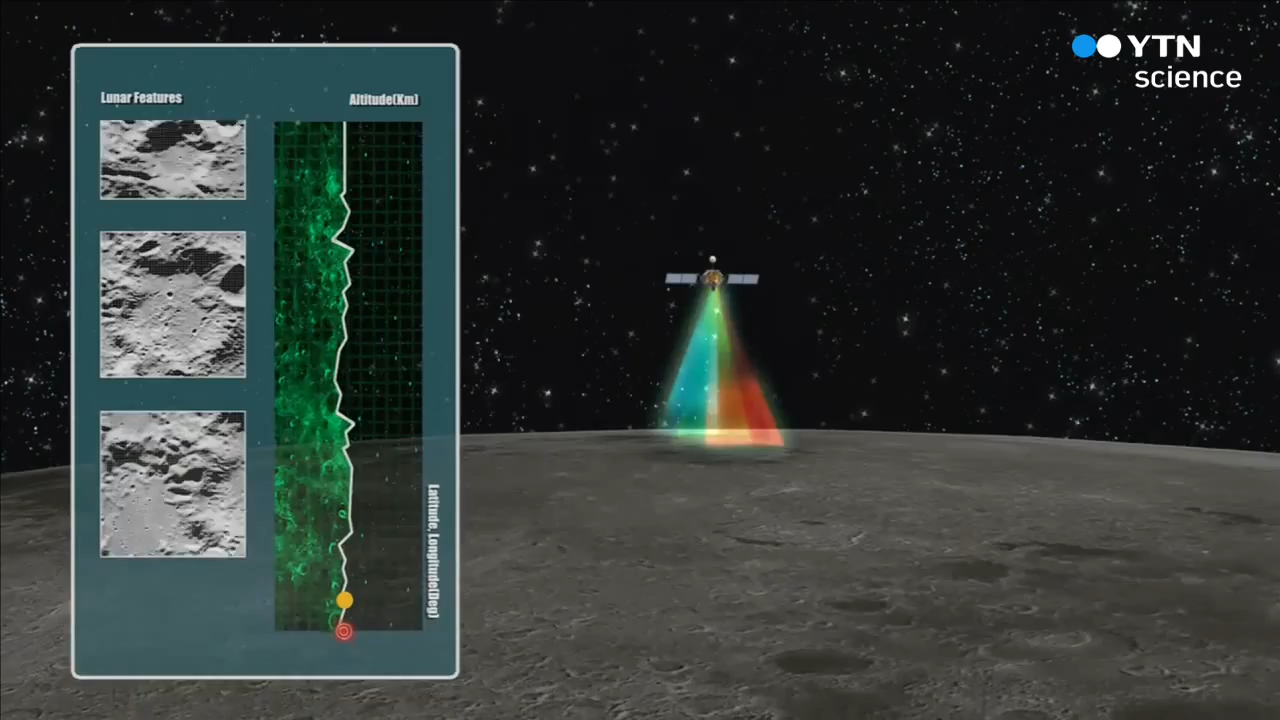 YTN
science
Lunar Features
Altitude(Km)
Latitude, Longitude(Deg)